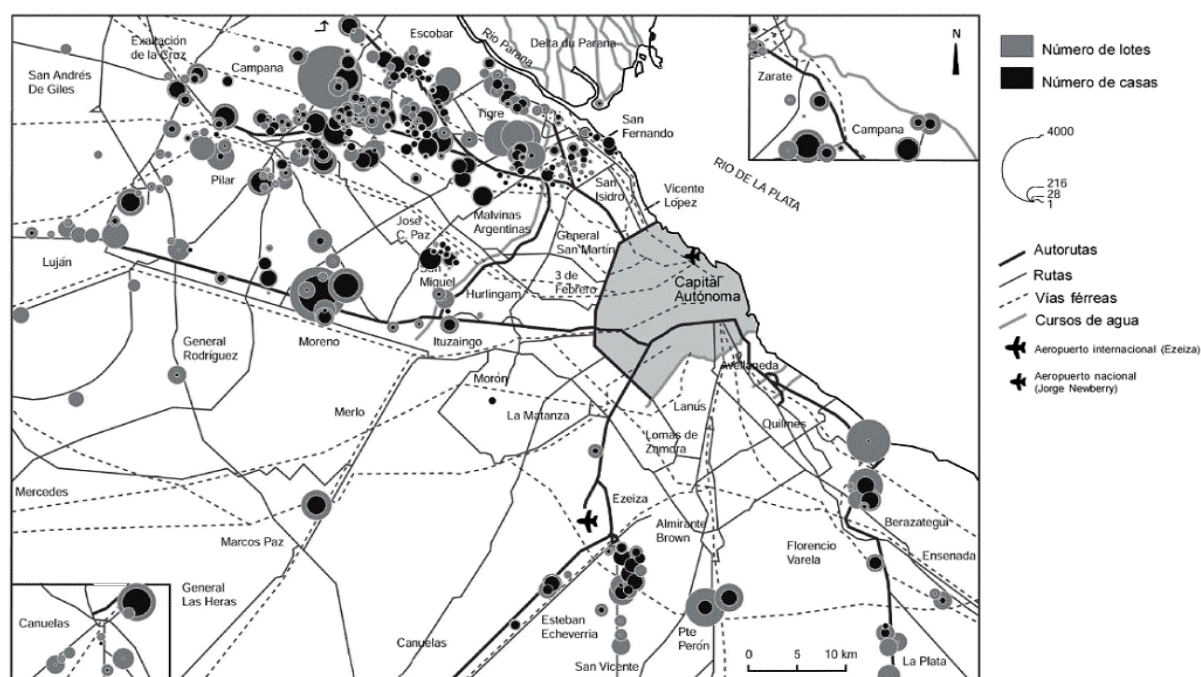 Exaltación
de la Cruz
Escobar
Río Parana
Delta du Parana
San Andrés
De Giles
Campana
Tigre
San
Fernando
Pilar
San
Isidro
Vicente
López
RIO DE LA PLATA
José
C. Paz
Malvinas
Argentinas
General
San Martín
Luján
San
Miguel
Hurlingam
3 de
Febrero
Capital
Autónoma
General
Rodríguez
Moreno
Ituzaingo
Morón
Avellaneda
Merlo
La Matanza
Lanús
Quilmes
Lomas de
Zamora
Mercedes
Marcos Paz
Ezeiza
Almirante
Brown
Berazategui
Florencio
Varela
Ensenada
General
Las Heras
Canuelas
Canuelas
Esteban
Echeverria
Pte
Perón
San Vicente
La Plata
0 5 10 km
Zarate
Campana
N
Número de lotes
Número de casas
4000
216
28
1
Autorutas
Rutas
Vías férreas
Cursos de agua
Aeropuerto internacional (Ezeiza)
Aeropuerto nacional
(Jorge Newberry)